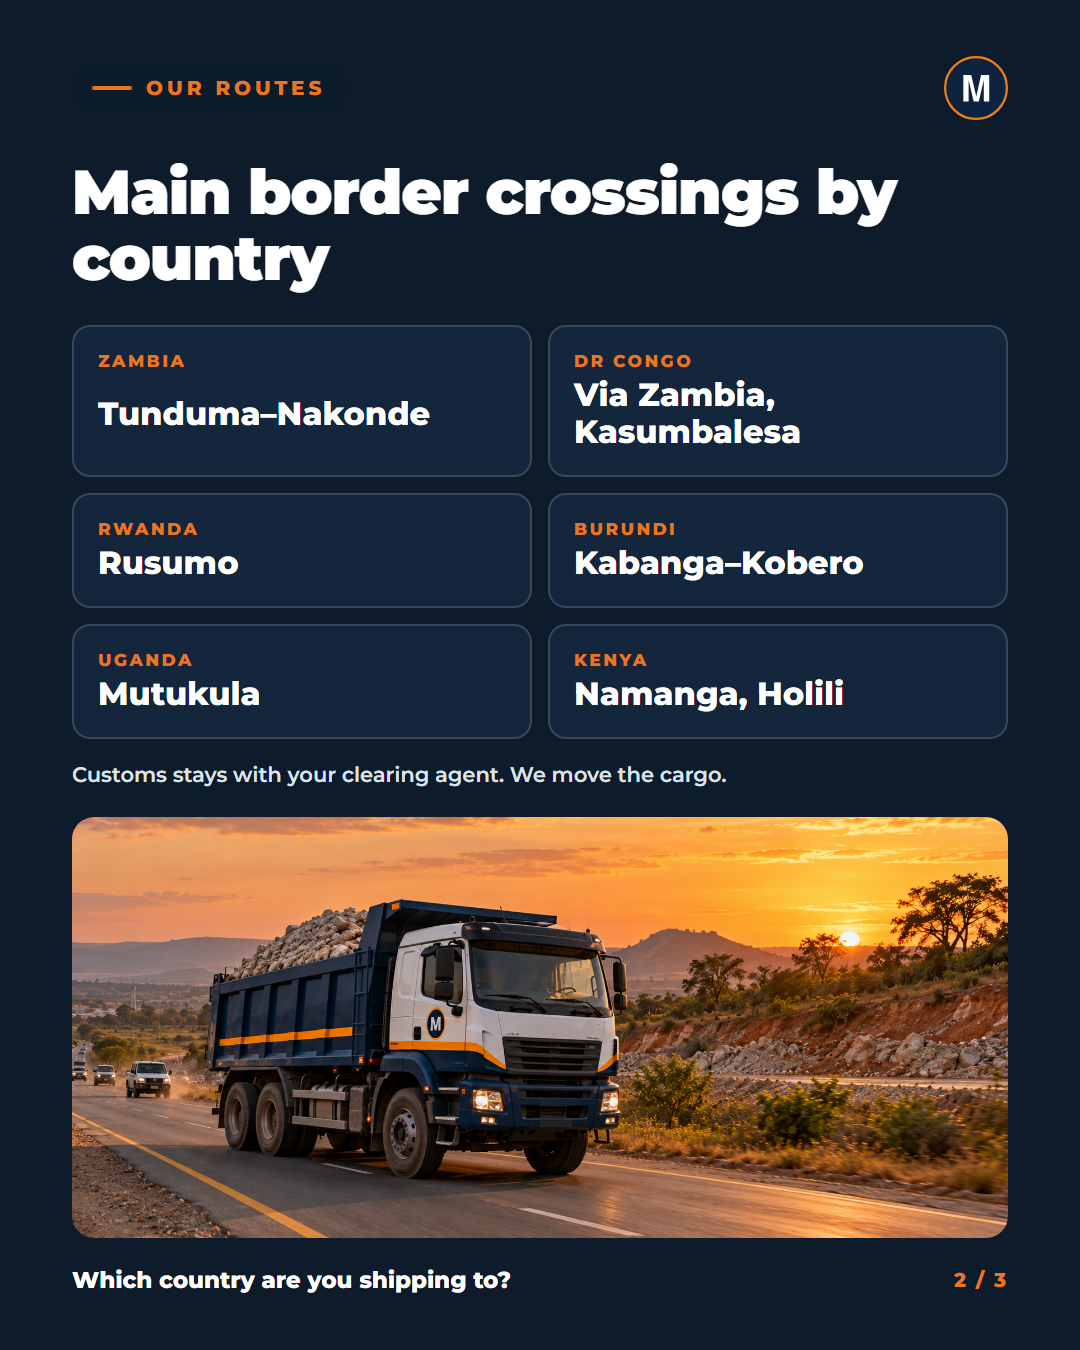 OUR ROUTES
M
Main border crossings by
country
ZAMBIA
Tunduma–Nakonde
DR CONGO
Via Zambia,
Kasumbalesa
RWANDA
Rusumo
BURUNDI
Kabanga–Kobero
UGANDA
Mutukula
KENYA
Namanga, Holili
Customs stays with your clearing agent. We move the cargo.
M
Which country are you shipping to?
2 / 3